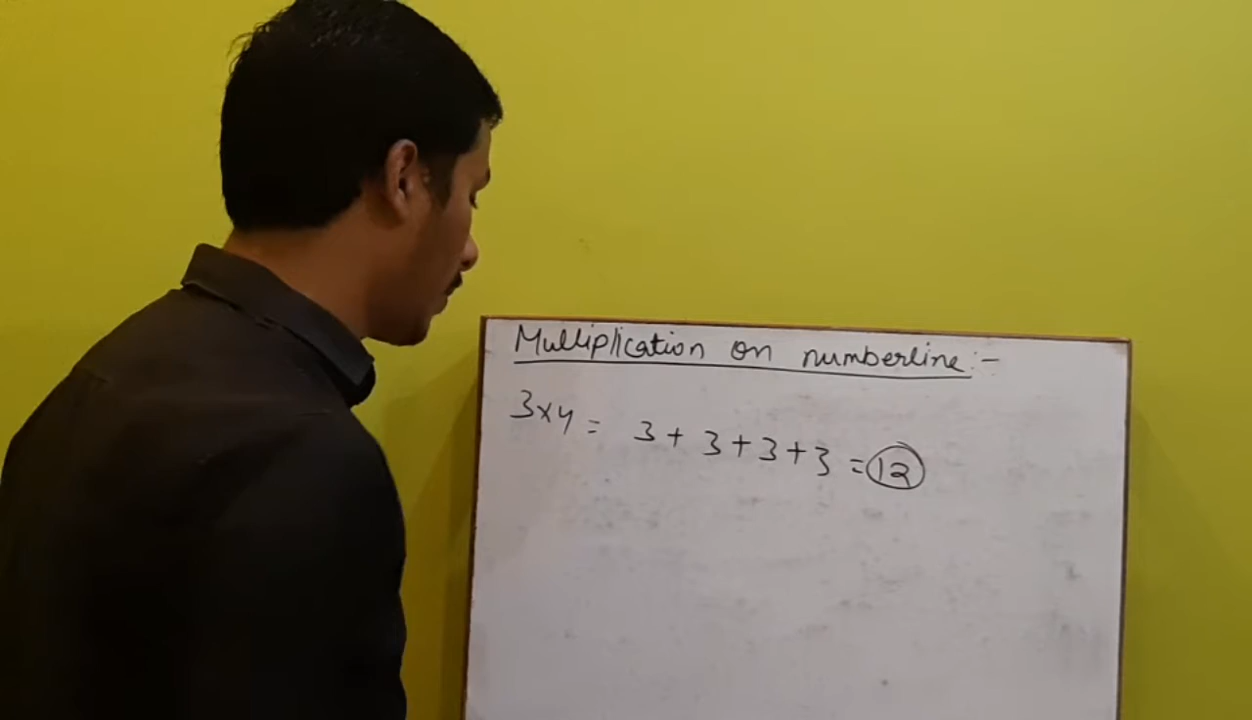 Multiplication on numberline:-
3×4 = 3 + 3 + 3 + 3 = 12